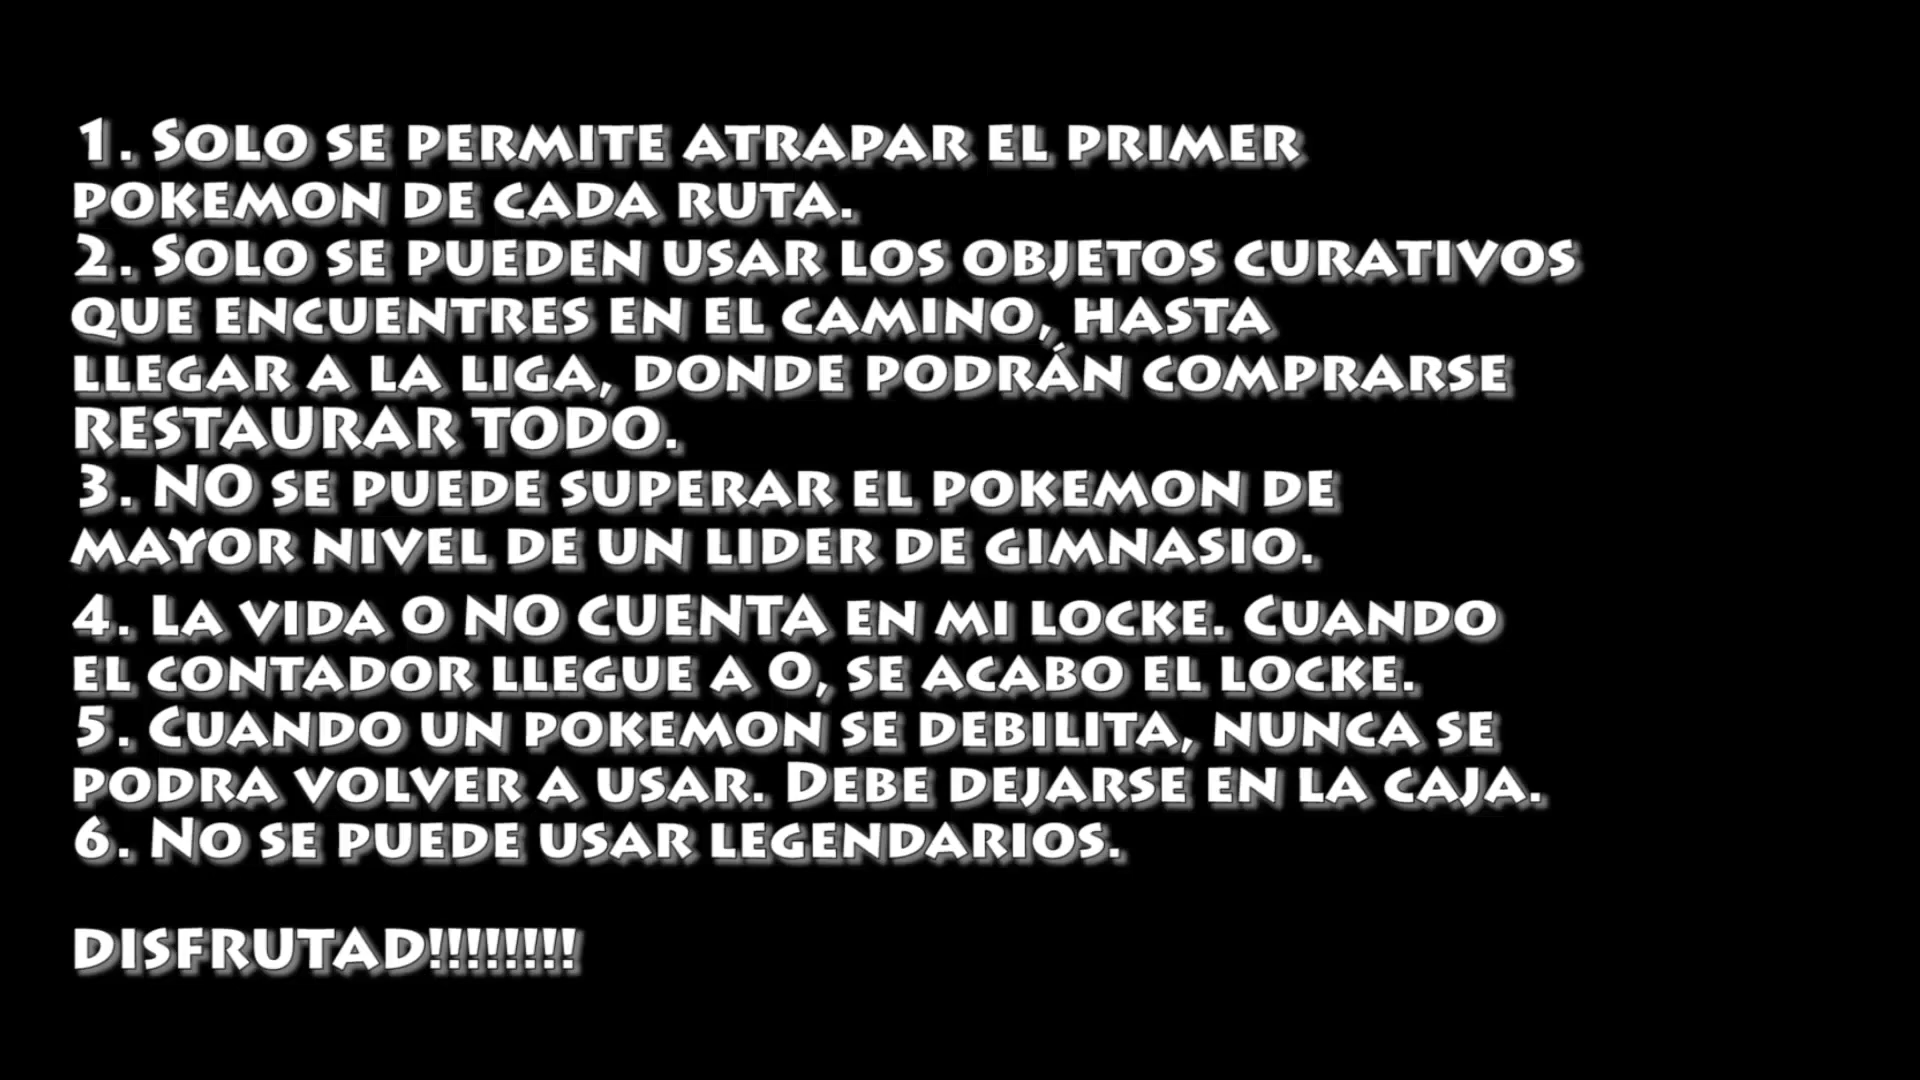 1. Solo se permite atrapar el primer
pokemon de cada ruta.
2. Solo se pueden usar los objetos curativos
que encuentres en el camino, hasta
llegar a la liga, donde podrán comprarse
RESTAURAR TODO.
3. NO se puede superar el pokemon de
mayor nivel de un lider de gimnasio.
4. La vida 0 NO CUENTA en mi locke. Cuando
el contador llegue a 0, se acabo el locke.
5. Cuando un pokemon se debilita, nunca se
podra volver a usar. Debe dejarse en la caja.
6. No se puede usar legendarios.
DISFRUTAD!!!!!!!!